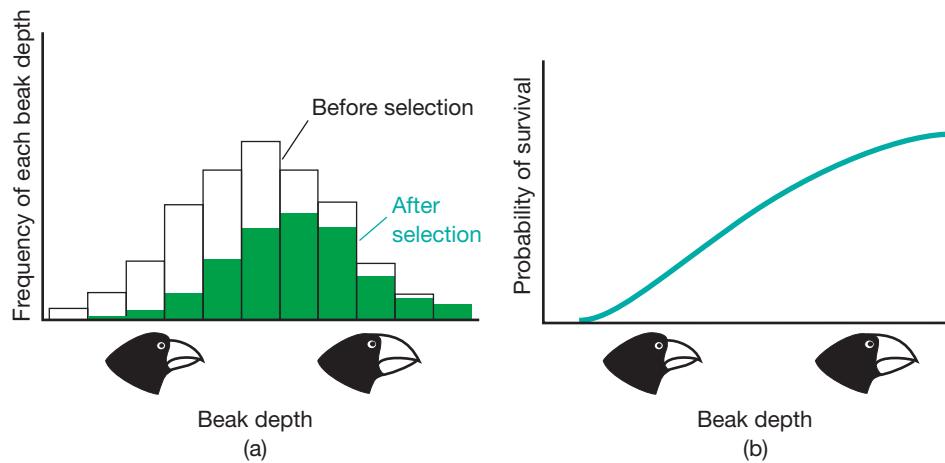 Frequency of each beak depth
Before selection
After
selection
Beak depth
(a)
Probability of survival
Beak depth
(b)